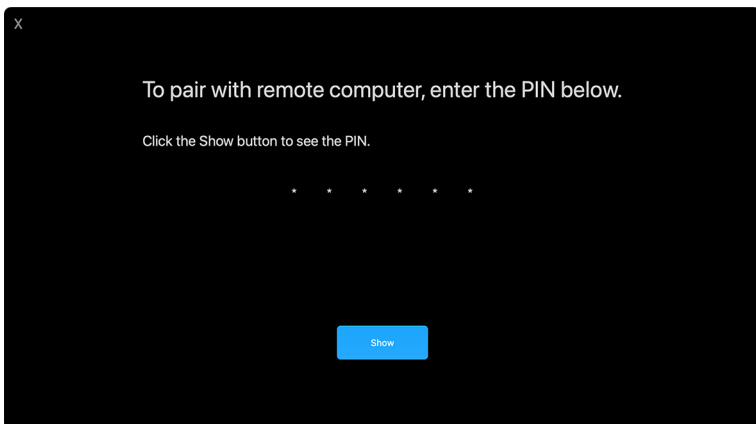 X
To pair with remote computer, enter the PIN below.
Click the Show button to see the PIN.
* * * * * *
Show